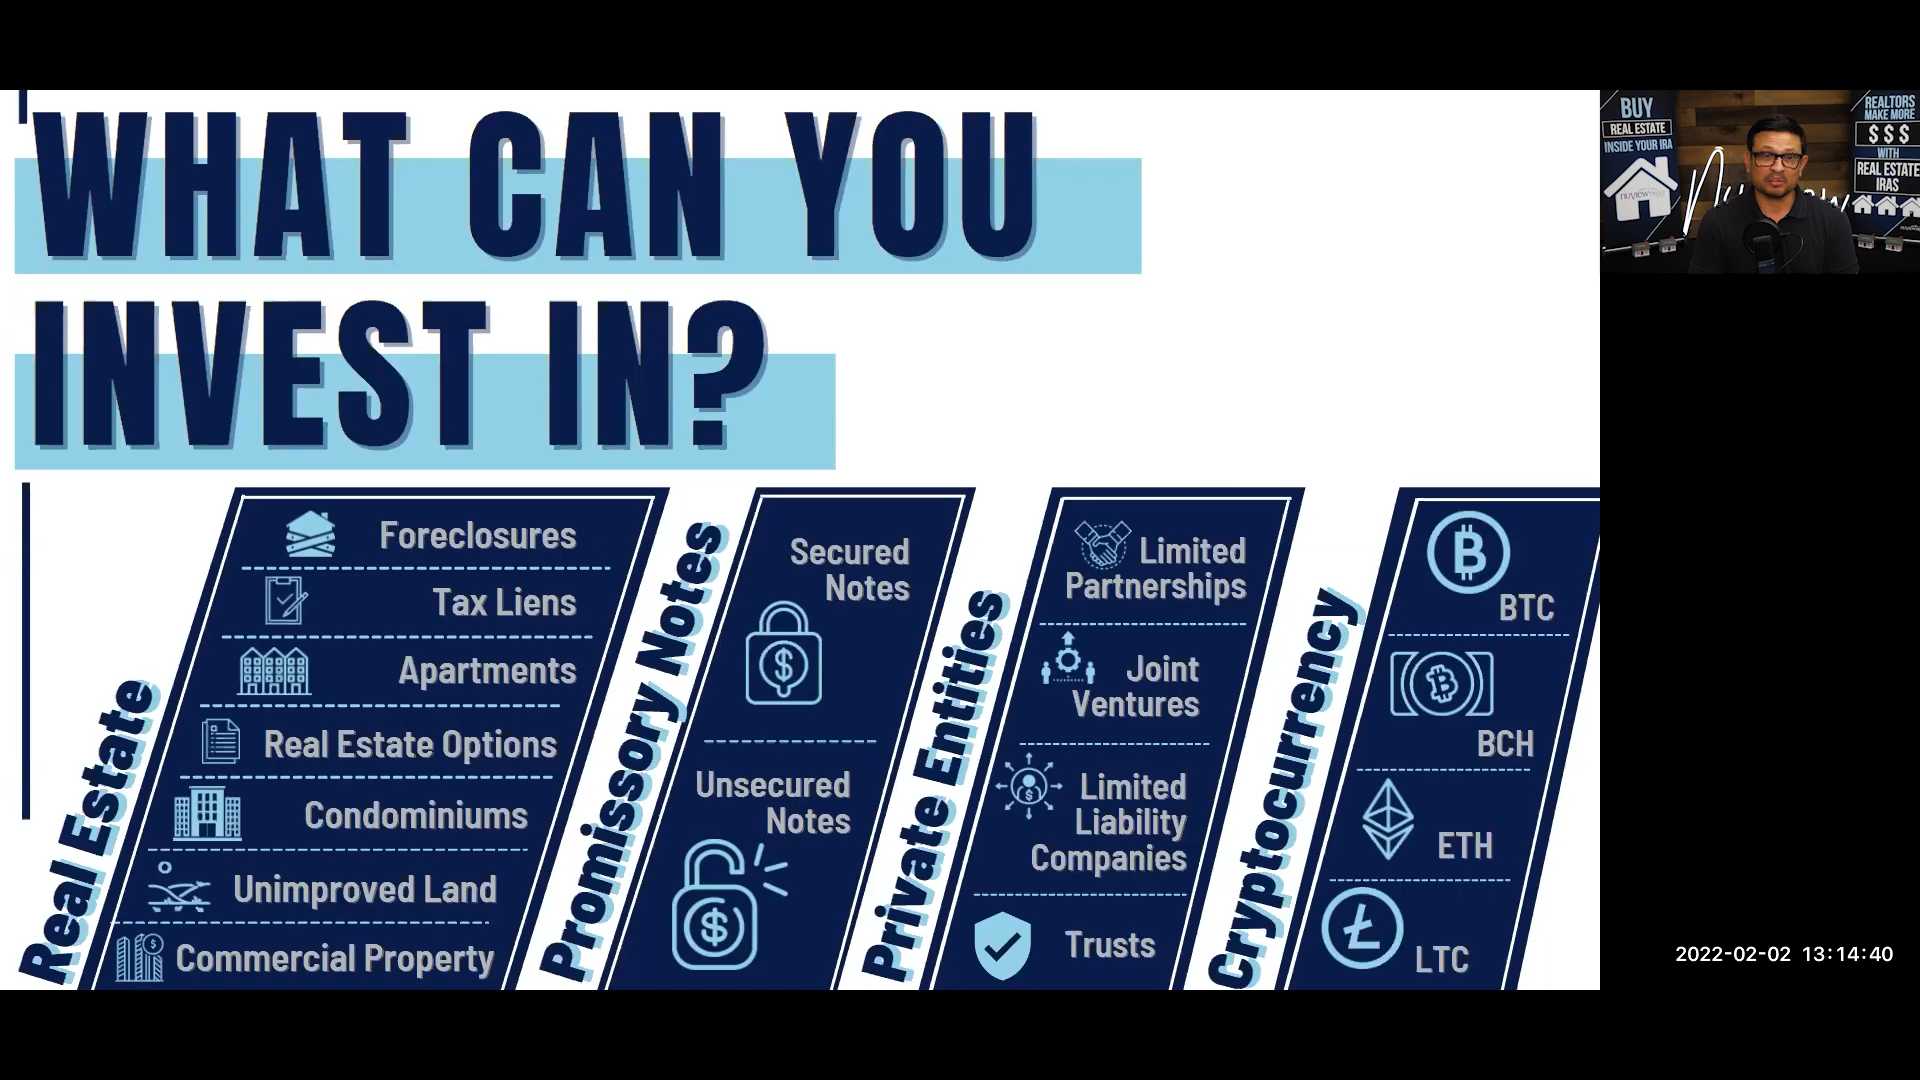 WHAT CAN YOU
INVEST IN?
Real Estate
Foreclosures
Tax Liens
Apartments
Real Estate Options
Condominiums
Unimproved Land
Commercial Property
Promissory Notes
Secured
Notes
Unsecured
Notes
Private Entities
Limited
Partnerships
Joint
Ventures
Limited
Liability
Companies
Trusts
Cryptocurrency
BTC
BCH
ETH
LTC
BUY
REAL ESTATE
INSIDE YOUR IRA
REALTORS
MAKE MORE
$$$
WITH
REAL ESTATE
IRAS
2022-02-02 13:14:40